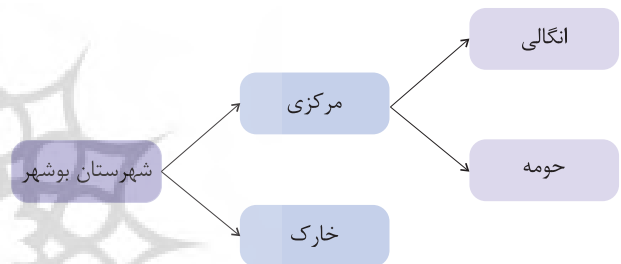 شهرستان بوشهر
مرکزی
خارک
انگالی
حومه